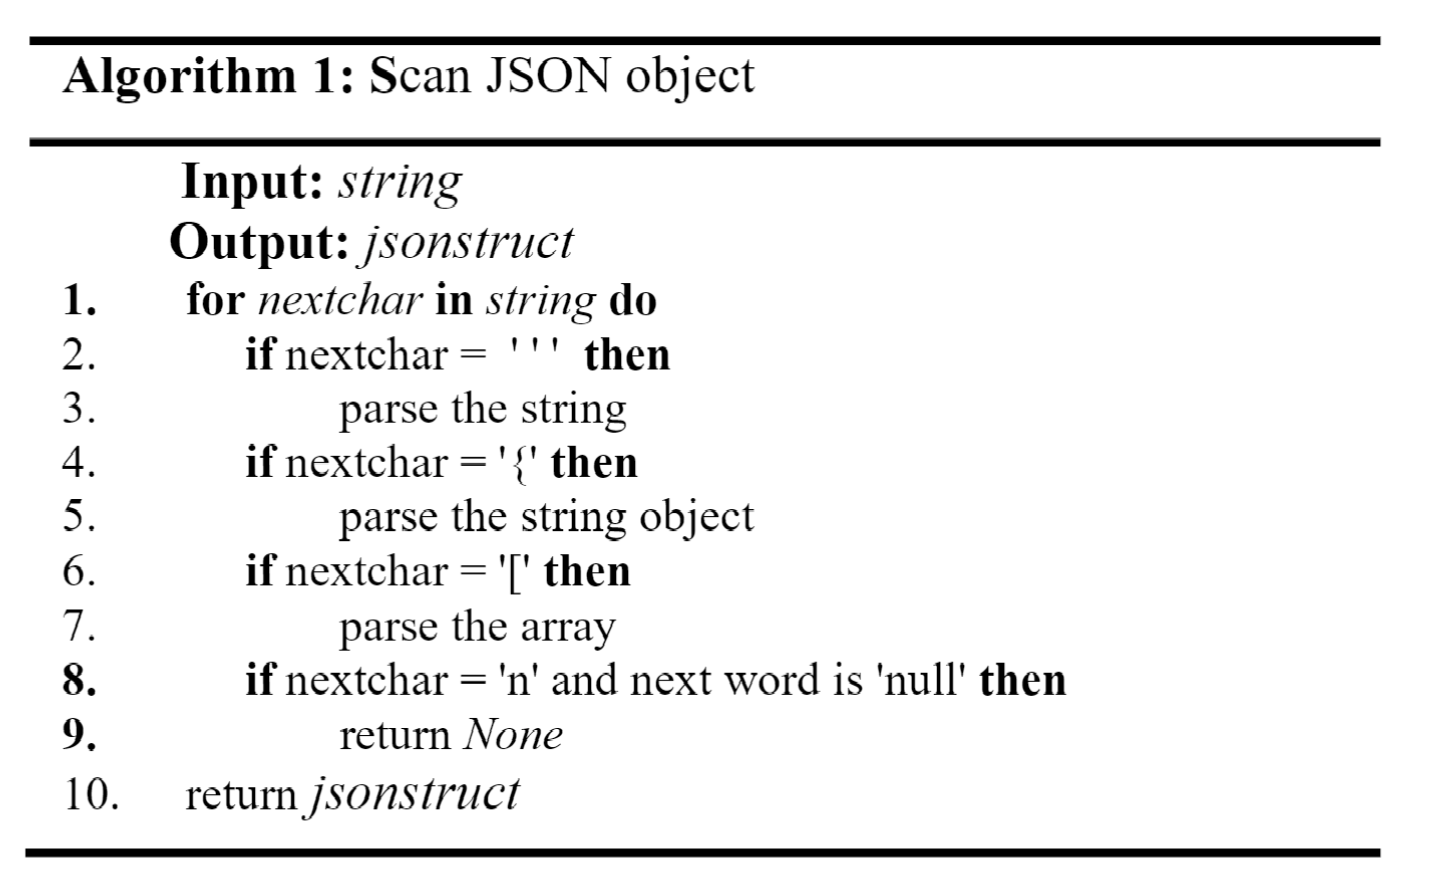 Algorithm 1: Scan JSON object
Input: string
Output: jsonstruct
1. for nextchar in string do
2. if nextchar = ''' then
3. parse the string
4. if nextchar = '{' then
5. parse the string object
6. if nextchar = '[' then
7. parse the array
8. if nextchar = 'n' and next word is 'null' then
9. return None
10. return jsonstruct